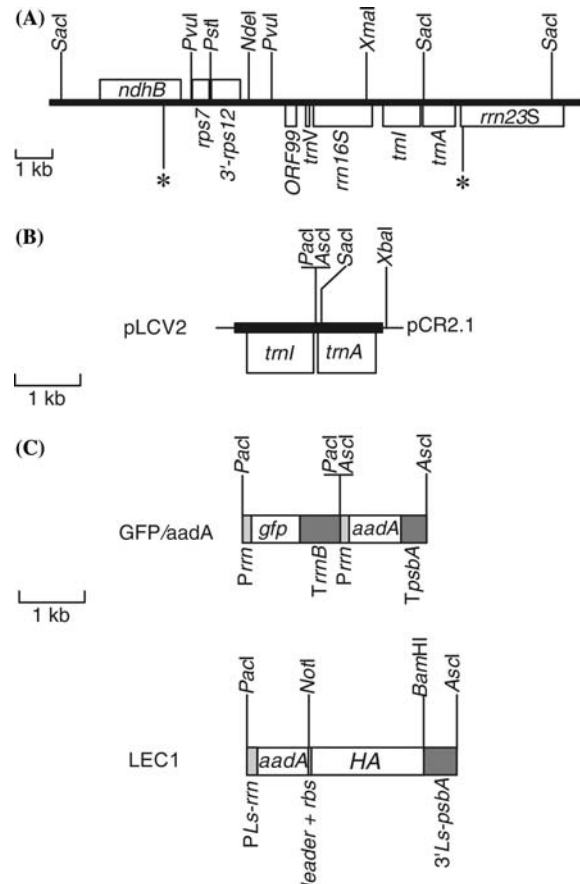 (A)
SacI
PvuI
PstI
NdeI
PvuI
XmaI
SacI
SacI
ndhB
rps7
3'-rps12
ORF99
trnV
rrn16S
trnI
trnA
rrn23S
*
*
1 kb
(B)
PacI
AscI
SacI
XbaI
pLCV2
pCR2.1
trnI
trnA
1 kb
(C)
PacI
PacI
AscI
AscI
GFP/aadA
gfp
aadA
Prrn
TrrnB
Prrn
TpsbA
1 kb
PacI
NotI
BamHI
AscI
LEC1
aadA
HA
PLs-rrn
leader + rbs
3'Ls-psbA